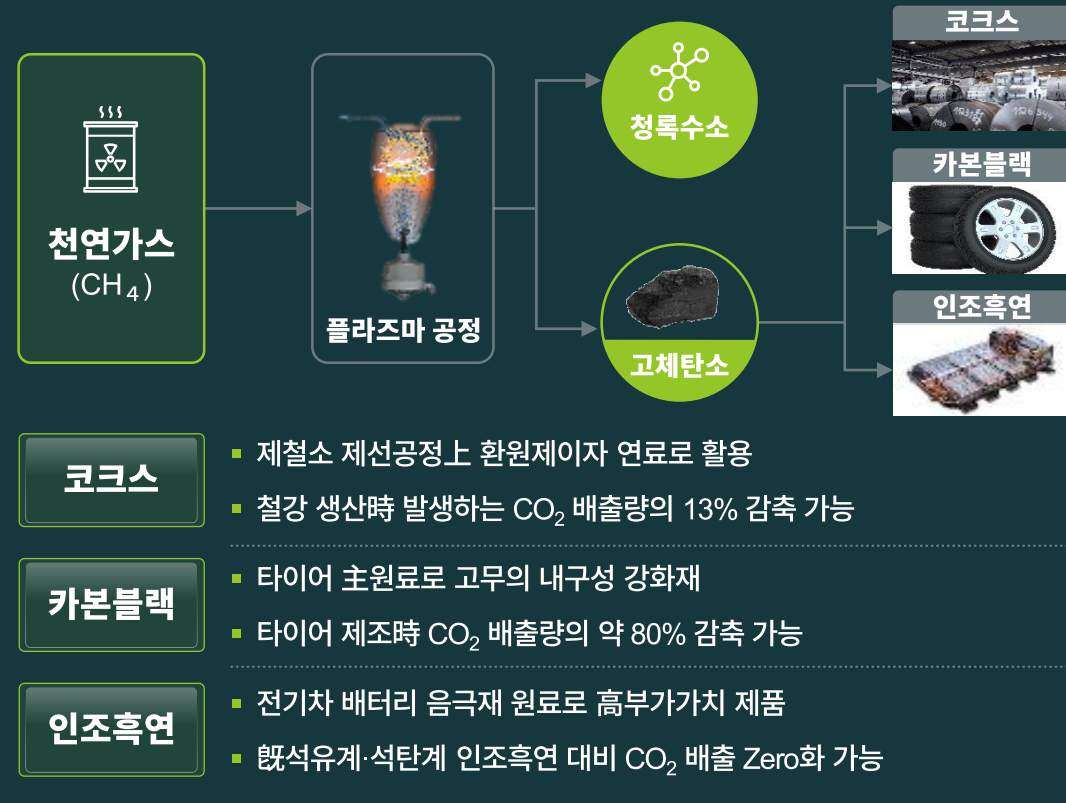 천연가스
(CH₄)
플라즈마 공정
청록수소
고체탄소
코크스
카본블랙
인조흑연
코크스
▪ 제철소 제선공정上 환원제이자 연료로 활용
▪ 철강 생산時 발생하는 CO₂ 배출량의 13% 감축 가능
카본블랙
▪ 타이어 主원료로 고무의 내구성 강화재
▪ 타이어 제조時 CO₂ 배출량의 약 80% 감축 가능
인조흑연
▪ 전기차 배터리 음극재 원료로 高부가가치 제품
▪ 旣석유계·석탄계 인조흑연 대비 CO₂ 배출 Zero화 가능